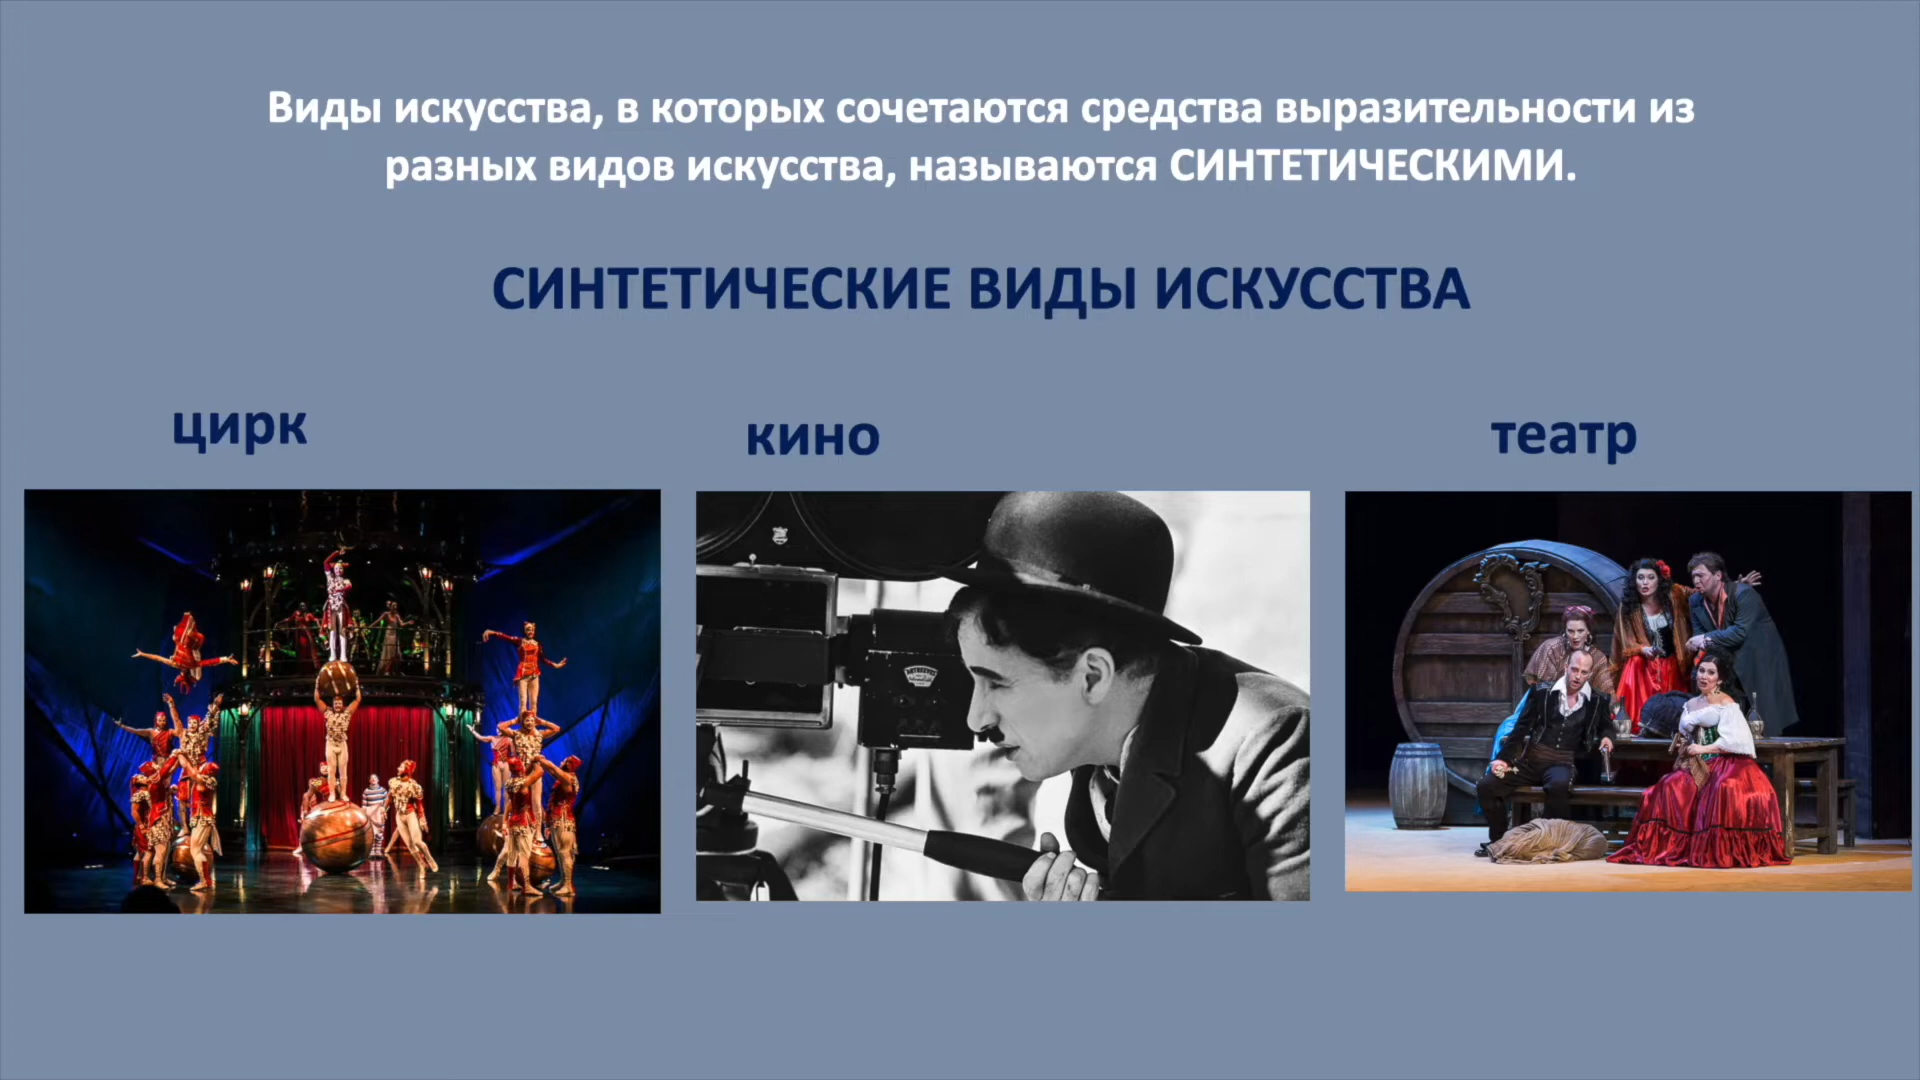 Виды искусства, в которых сочетаются средства выразительности из
разных видов искусства, называются СИНТЕТИЧЕСКИМИ.
СИНТЕТИЧЕСКИЕ ВИДЫ ИСКУССТВА
цирк
кино
театр